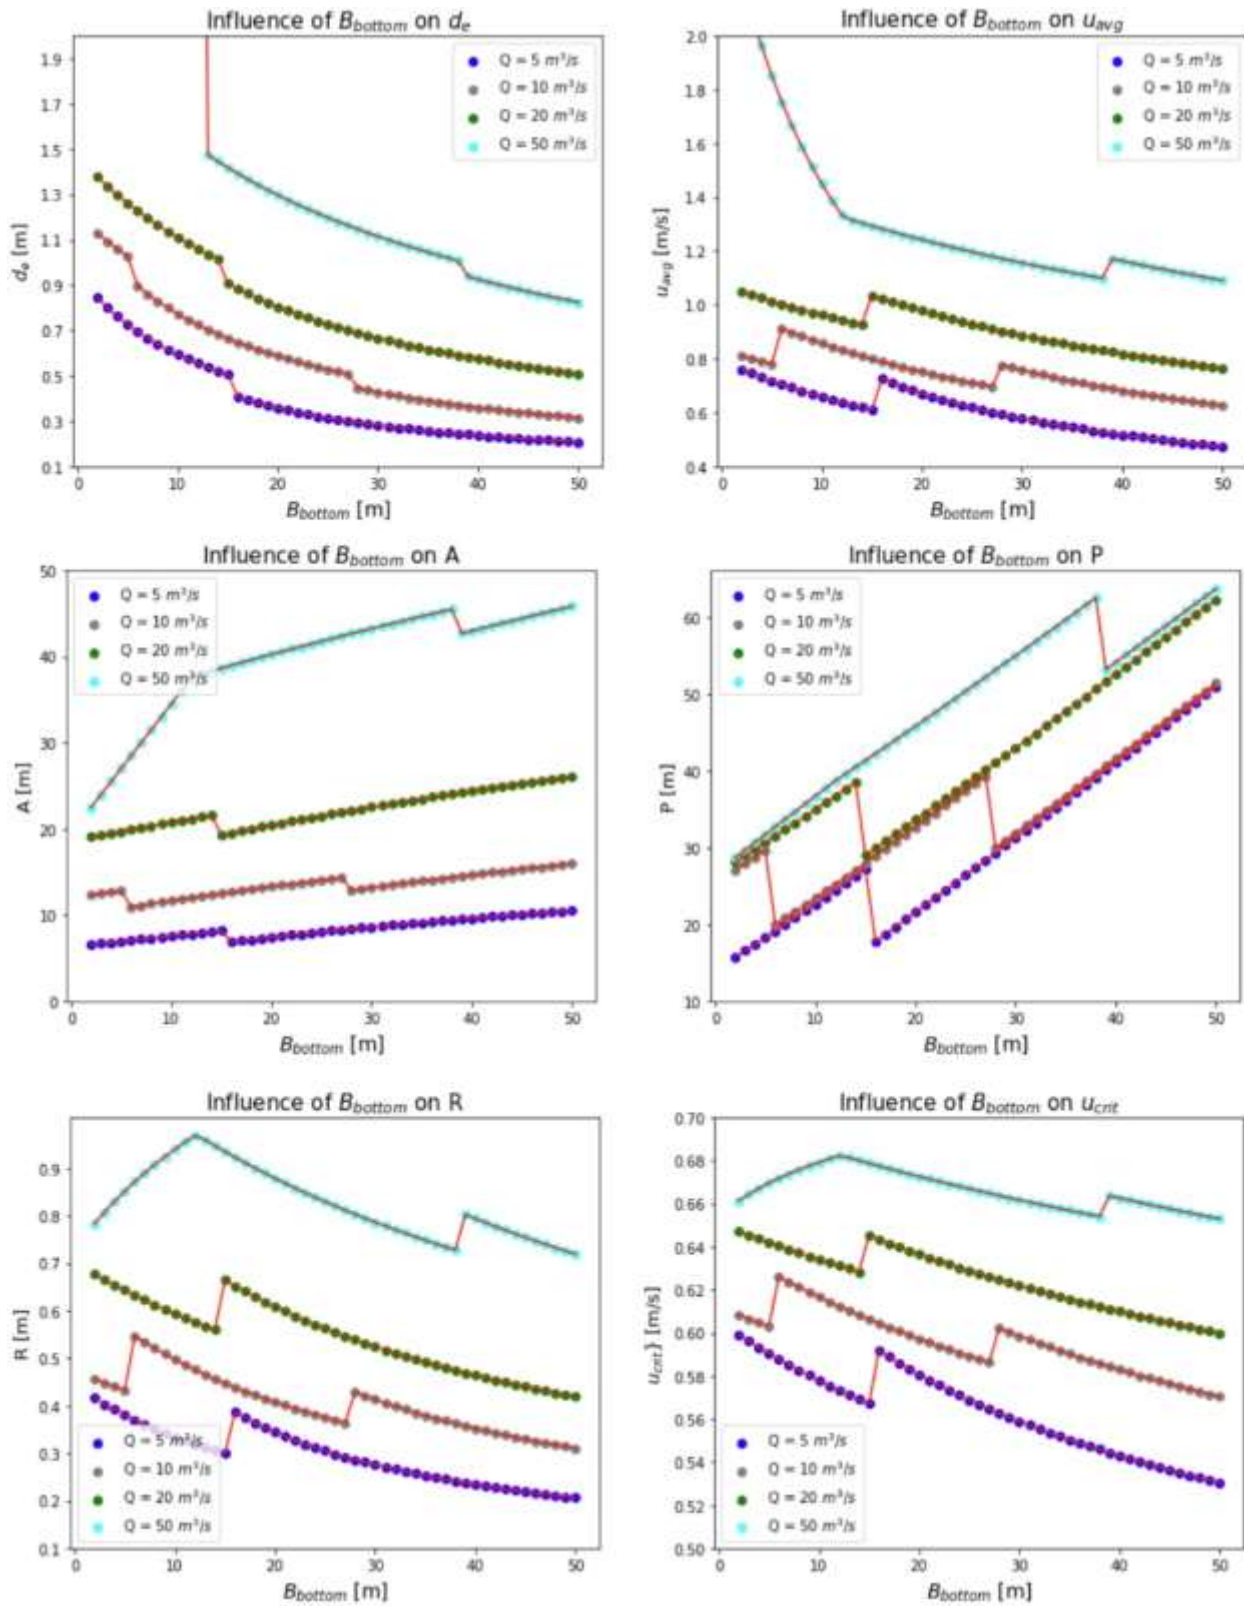 Influence of B_bottom on d_e
1.9
1.7
1.5
1.3
1.1
0.9
0.7
0.5
0.3
0.1
d_e [m]
Q = 5 m³/s
Q = 10 m³/s
Q = 20 m³/s
Q = 50 m³/s
0 10 20 30 40 50
B_bottom [m]
Influence of B_bottom on u_avg
2.0
1.8
1.6
1.4
1.2
1.0
0.8
0.6
0.4
u_avg [m/s]
Q = 5 m³/s
Q = 10 m³/s
Q = 20 m³/s
Q = 50 m³/s
0 10 20 30 40 50
B_bottom [m]
Influence of B_bottom on A
50
40
30
20
10
0
A [m]
Q = 5 m³/s
Q = 10 m³/s
Q = 20 m³/s
Q = 50 m³/s
0 10 20 30 40 50
B_bottom [m]
Influence of B_bottom on P
60
50
40
30
20
10
P [m]
Q = 5 m³/s
Q = 10 m³/s
Q = 20 m³/s
Q = 50 m³/s
0 10 20 30 40 50
B_bottom [m]
Influence of B_bottom on R
0.9
0.8
0.7
0.6
0.5
0.4
0.3
0.2
0.1
R [m]
Q = 5 m³/s
Q = 10 m³/s
Q = 20 m³/s
Q = 50 m³/s
0 10 20 30 40 50
B_bottom [m]
Influence of B_bottom on u_crit
0.70
0.68
0.66
0.64
0.62
0.60
0.58
0.56
0.54
0.52
0.50
u_crit} [m/s]
Q = 5 m³/s
Q = 10 m³/s
Q = 20 m³/s
Q = 50 m³/s
0 10 20 30 40 50
B_bottom [m]